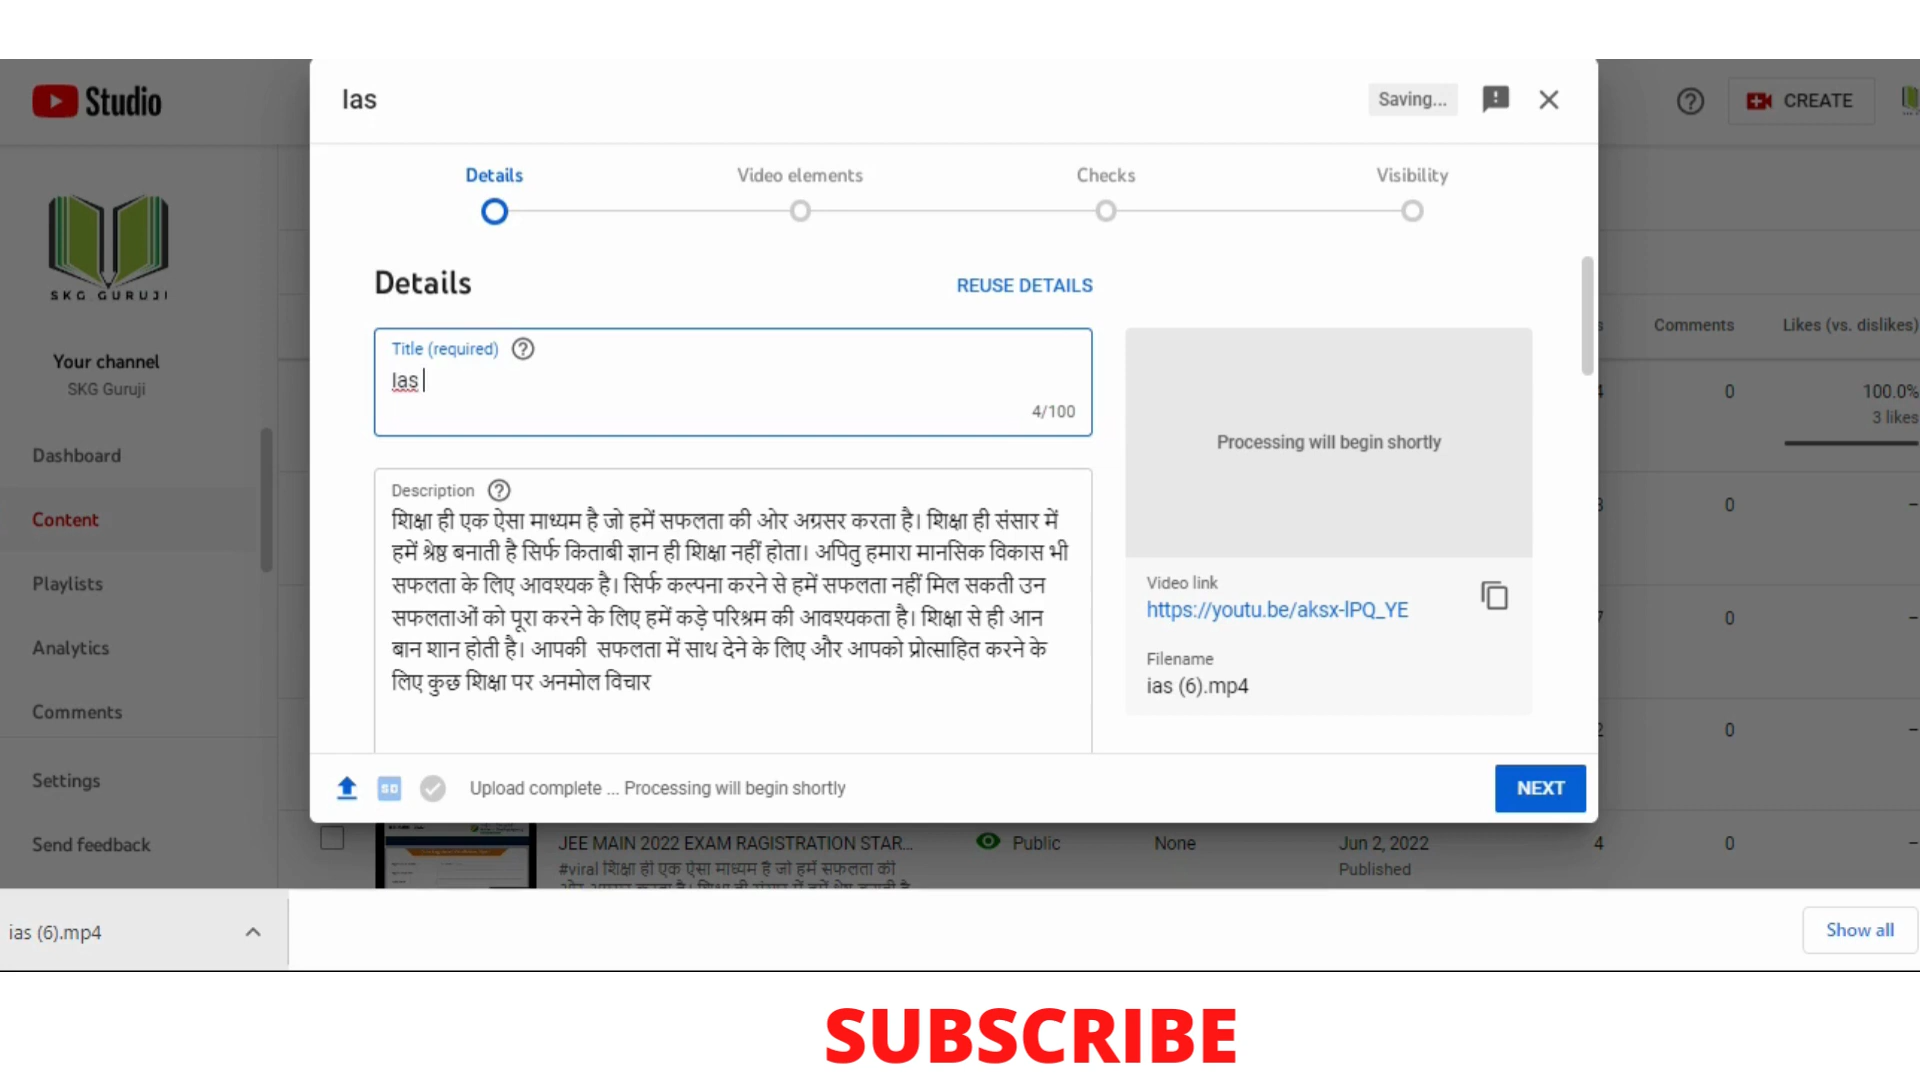 Studio
Ias
Saving...
CREATE
Details
Video elements
Checks
Visibility
SKG GURUJI
Your channel
SKG Guruji
Dashboard
Content
Playlists
Analytics
Comments
Settings
Send feedback
Details
REUSE DETAILS
Title (required)
Ias
4/100
Description
शिक्षा ही एक ऐसा माध्यम है जो हमें सफलता की ओर अग्रसर करता है। शिक्षा ही संसार में
हमें श्रेष्ठ बनाती है सिर्फ किताबी ज्ञान ही शिक्षा नहीं होता। अपितु हमारा मानसिक विकास भी
सफलता के लिए आवश्यक है। सिर्फ कल्पना करने से हमें सफलता नहीं मिल सकती उन
सफलताओं को पूरा करने के लिए हमें कड़े परिश्रम की आवश्यकता है। शिक्षा से ही आन
बान शान होती है। आपकी सफलता में साथ देने के लिए और आपको प्रोत्साहित करने के
लिए कुछ शिक्षा पर अनमोल विचार
Processing will begin shortly
Video link
https://youtu.be/aksx-lPQ_YE
Filename
ias (6).mp4
Comments
Likes (vs. dislikes)
0
100.0%
3 likes
0
–
0
–
0
–
SD
Upload complete ... Processing will begin shortly
NEXT
JEE MAIN 2022 EXAM RAGISTRATION STAR...
#viral शिक्षा ही एक ऐसा माध्यम है जो हमें सफलता की
Public
None
Jun 2, 2022
Published
4
0
–
ias (6).mp4
Show all
SUBSCRIBE